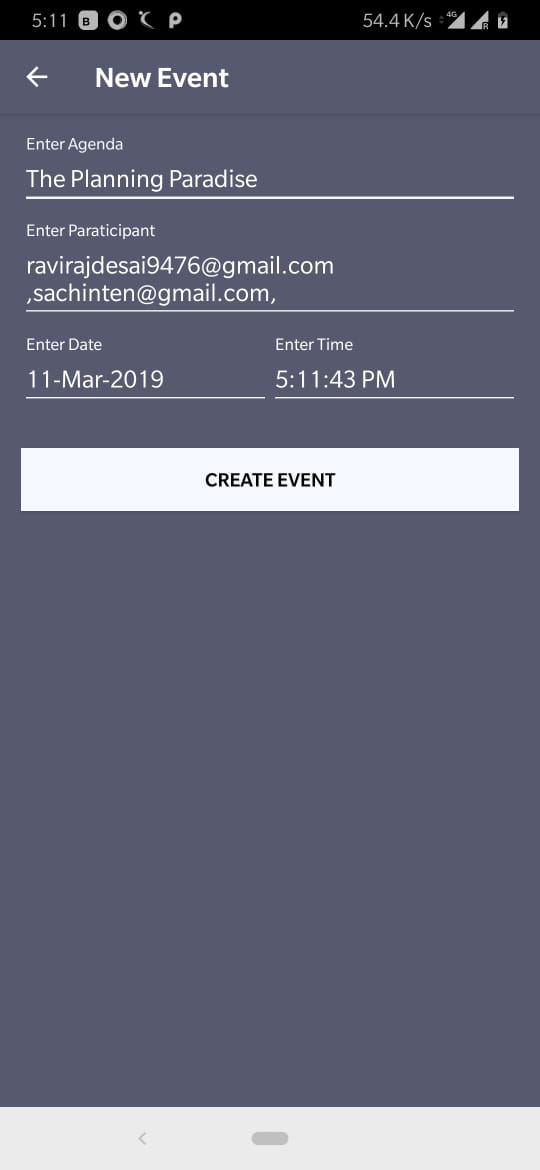 5:11 B P 54.4 K/s 4G R
New Event
Enter Agenda
The Planning Paradise
Enter Paraticipant
ravirajdesai9476@gmail.com
,sachinten@gmail.com,
Enter Date Enter Time
11-Mar-2019 5:11:43 PM
CREATE EVENT